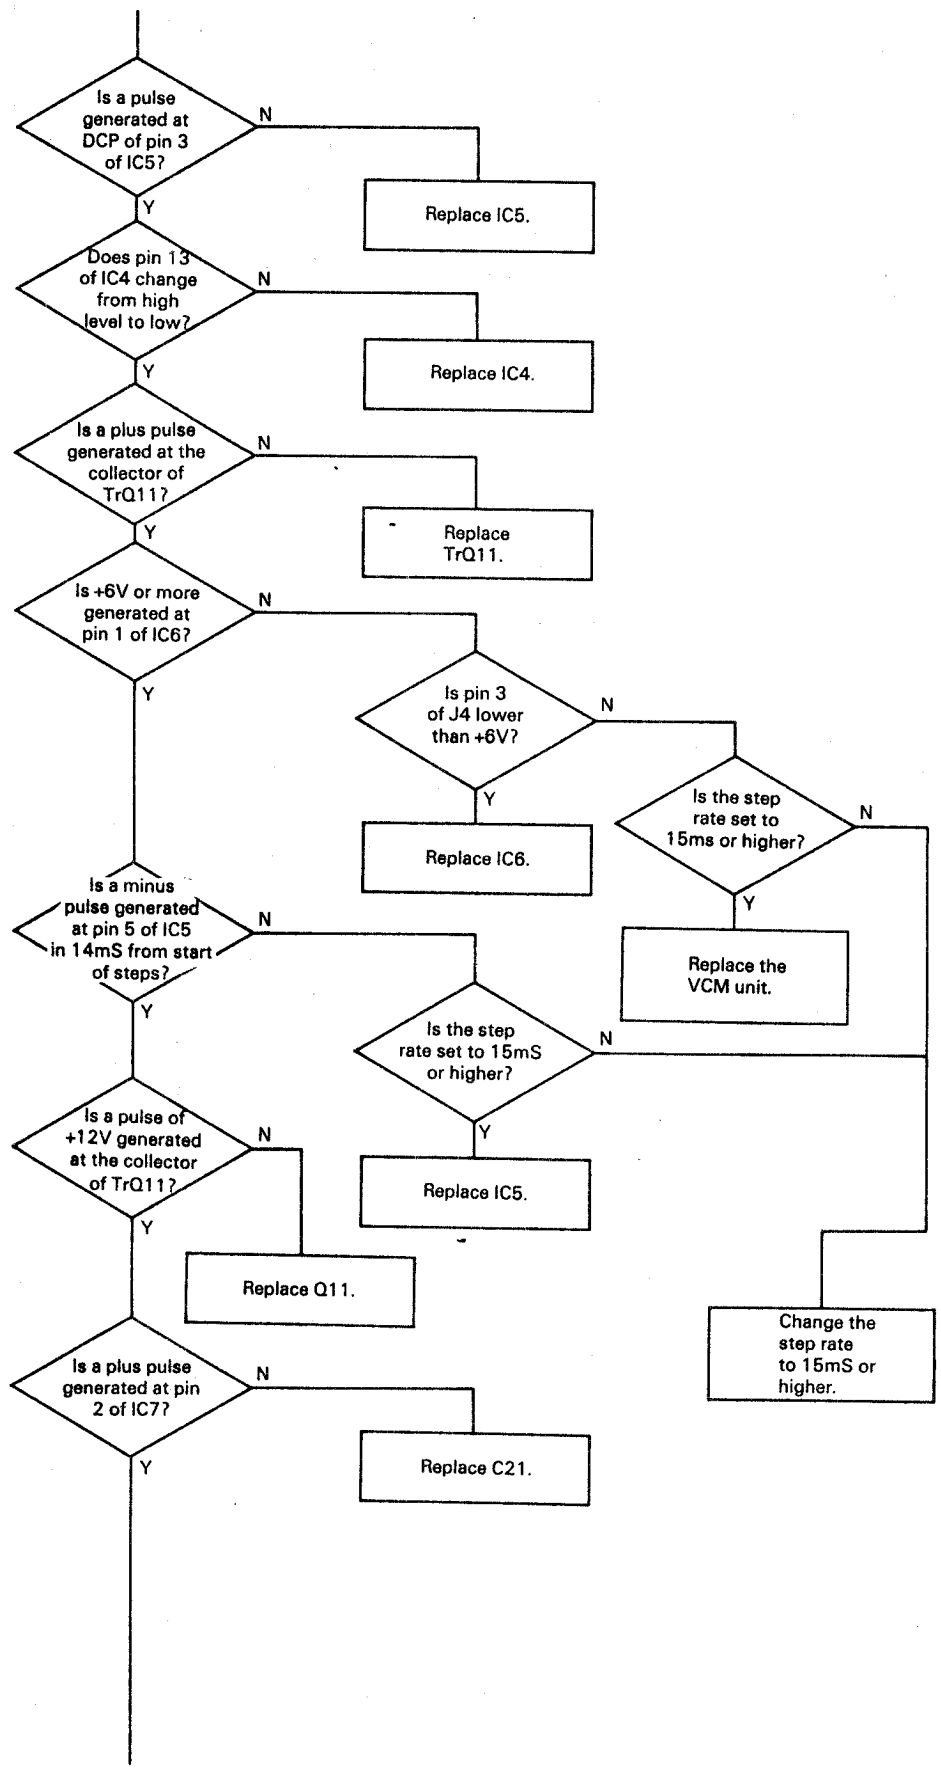 Is a pulse
generated at
DCP of pin 3
of IC5?
N
Y
Replace IC5.
Does pin 13
of IC4 change
from high
level to low?
N
Y
Replace IC4.
Is a plus pulse
generated at the
collector of
TrQ11?
N
Y
Replace
TrQ11.
Is +6V or more
generated at
pin 1 of IC6?
N
Y
Is pin 3
of J4 lower
than +6V?
N
Y
Replace IC6.
Is the step
rate set to
15ms or higher?
N
Y
Replace the
VCM unit.
Is a minus
pulse generated
at pin 5 of IC5
in 14mS from start
of steps?
N
Y
Is the step
rate set to 15mS
or higher?
N
Y
Replace IC5.
Is a pulse of
+12V generated
at the collector
of TrQ11?
N
Y
Replace Q11.
Change the
step rate
to 15mS or
higher.
Is a plus pulse
generated at pin
2 of IC7?
N
Y
Replace C21.